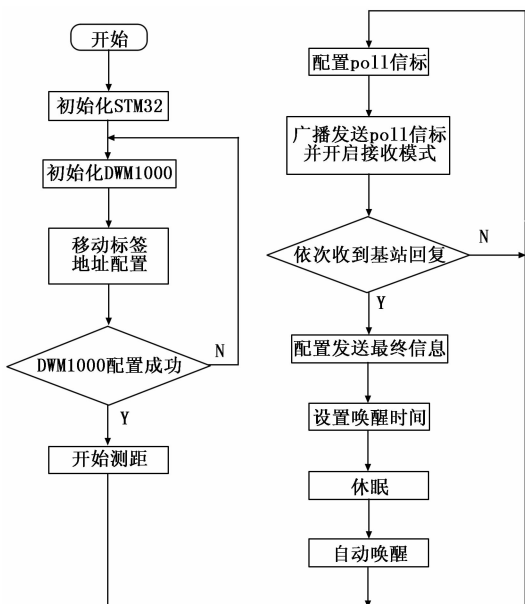 开始
初始化STM32
初始化DWM1000
移动标签
地址配置
DWM1000配置成功
N
Y
开始测距
配置poll信标
广播发送poll信标
并开启接收模式
依次收到基站回复
N
Y
配置发送最终信息
设置唤醒时间
休眠
自动唤醒